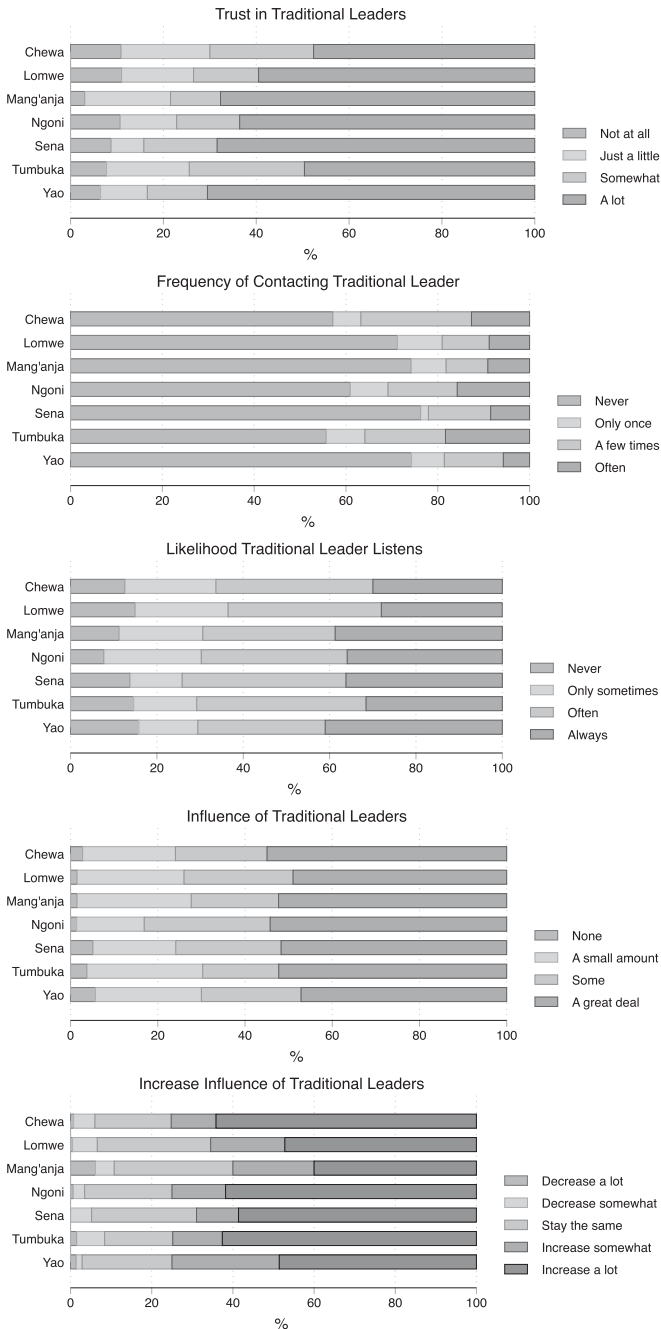 Trust in Traditional Leaders
Chewa
Lomwe
Mang'anja
Ngoni
Sena
Tumbuka
Yao
0 20 40 60 80 100
%
Not at all
Just a little
Somewhat
A lot
Frequency of Contacting Traditional Leader
Chewa
Lomwe
Mang'anja
Ngoni
Sena
Tumbuka
Yao
0 20 40 60 80 100
%
Never
Only once
A few times
Often
Likelihood Traditional Leader Listens
Chewa
Lomwe
Mang'anja
Ngoni
Sena
Tumbuka
Yao
0 20 40 60 80 100
%
Never
Only sometimes
Often
Always
Influence of Traditional Leaders
Chewa
Lomwe
Mang'anja
Ngoni
Sena
Tumbuka
Yao
0 20 40 60 80 100
%
None
A small amount
Some
A great deal
Increase Influence of Traditional Leaders
Chewa
Lomwe
Mang'anja
Ngoni
Sena
Tumbuka
Yao
0 20 40 60 80 100
%
Decrease a lot
Decrease somewhat
Stay the same
Increase somewhat
Increase a lot